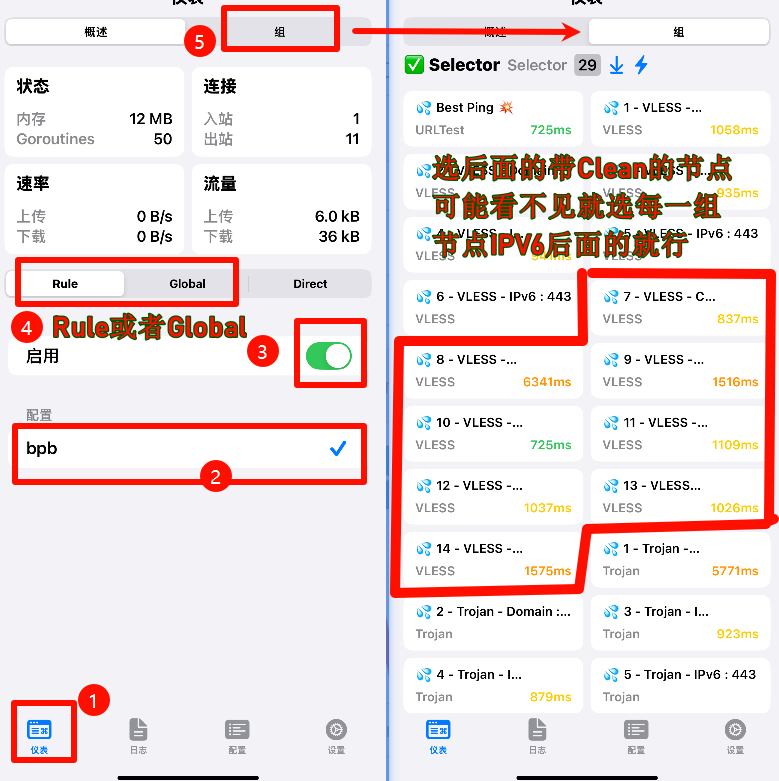 仪表
概述
组
5
状态
内存 12 MB
Goroutines 50
连接
入站 1
出站 11
速率
上传 0 B/s
下载 0 B/s
流量
上传 6.0 kB
下载 36 kB
Rule Global Direct
4 Rule或者Global
启用
3
配置
bpb
2
1
仪表 日志 配置 设置
仪表
概述 组
Selector Selector 29
Best Ping
URLTest 725ms
1 - VLESS -...
VLESS 1058ms
选后面的带Clean的节点
可能看不见就选每一组
节点IPV6后面的就行
VLESS
VLESS 935ms
5 - VLESS - IPv6 : 443
6 - VLESS - IPv6 : 443
VLESS
7 - VLESS - C...
VLESS 837ms
8 - VLESS -...
VLESS 6341ms
9 - VLESS -...
VLESS 1516ms
10 - VLESS -...
VLESS 725ms
11 - VLESS -...
VLESS 1109ms
12 - VLESS -...
VLESS 1037ms
13 - VLESS...
VLESS 1026ms
14 - VLESS -...
VLESS 1575ms
1 - Trojan -...
Trojan 5771ms
2 - Trojan - Domain :...
Trojan
3 - Trojan - I...
Trojan 923ms
4 - Trojan - I...
Trojan 879ms
5 - Trojan - IPv6 : 443
Trojan
仪表 日志 配置 设置